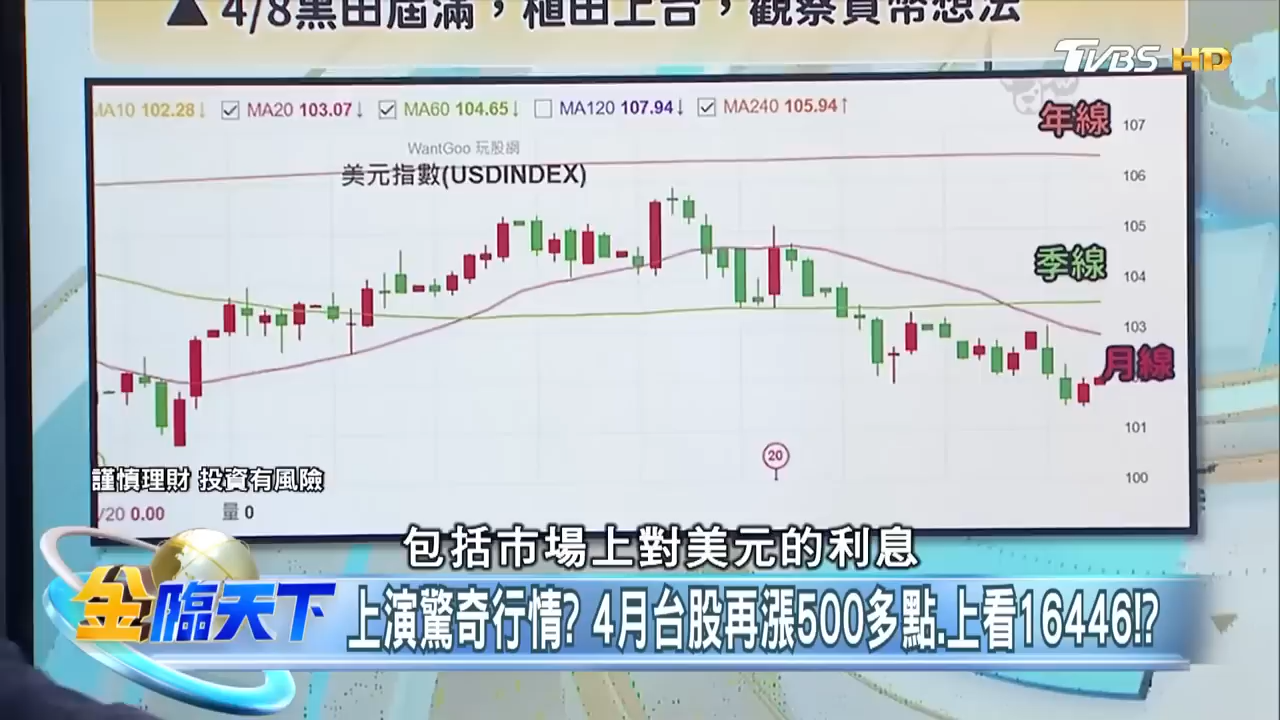 ▲ 4/8黑田屆滿，植田上台，觀察貨幣想法
TVBS HD
MA10 102.28↓ MA20 103.07↓ MA60 104.65↓ MA120 107.94↓ MA240 105.94↑
年線
107
WantGoo 玩股網
美元指數(USDINDEX)
106
105
季線
104
103
月線
101
20
100
謹慎理財 投資有風險
V20 0.00 量 0
包括市場上對美元的利息
金臨天下
上演驚奇行情? 4月台股再漲500多點.上看16446!?